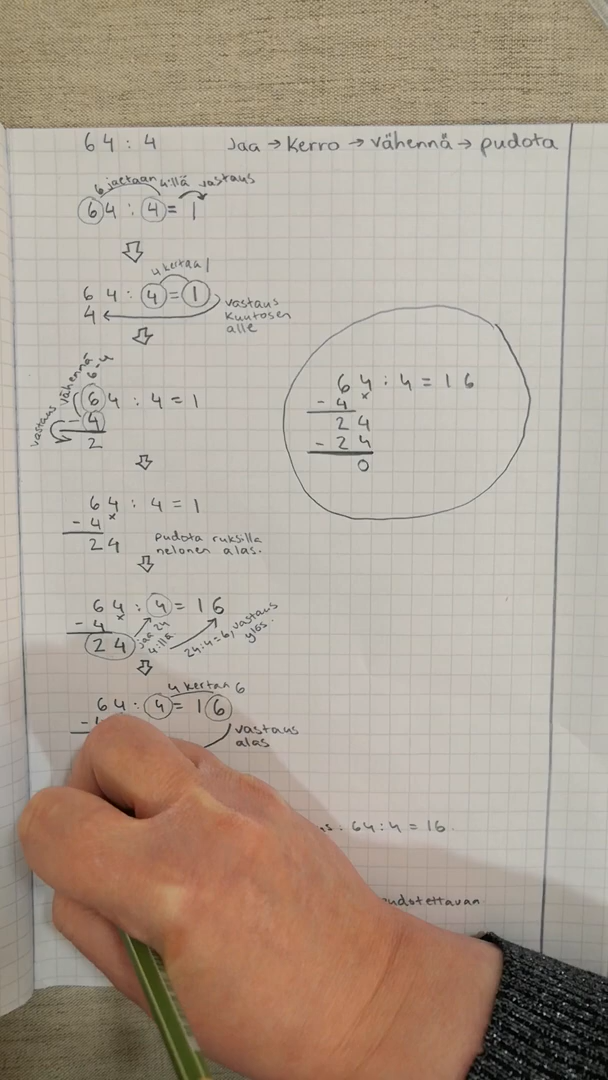 64 : 4 Jaa → Kerro → vähennä → pudota
6 jaetaan 4:llä vastaus
64 : 4 = 1
4 kertaa 1
64 : 4 = 1
4
vastaus
kuutosen
alle
vähennä
6-4
64 : 4 = 1
- 4
vastaus
2
64 : 4 = 1
- 4 x
24
pudota ruksilla
nelonen alas.
64 : 4 = 16
- 4 x
24
jaa 24
4:llä
24:4=6, vastaus
ylös.
4 kertaa 6
64 : 4 = 16
vastaus
alas
64 : 4 = 16
- 4 x
24
- 24
0
64 : 4 = 16.